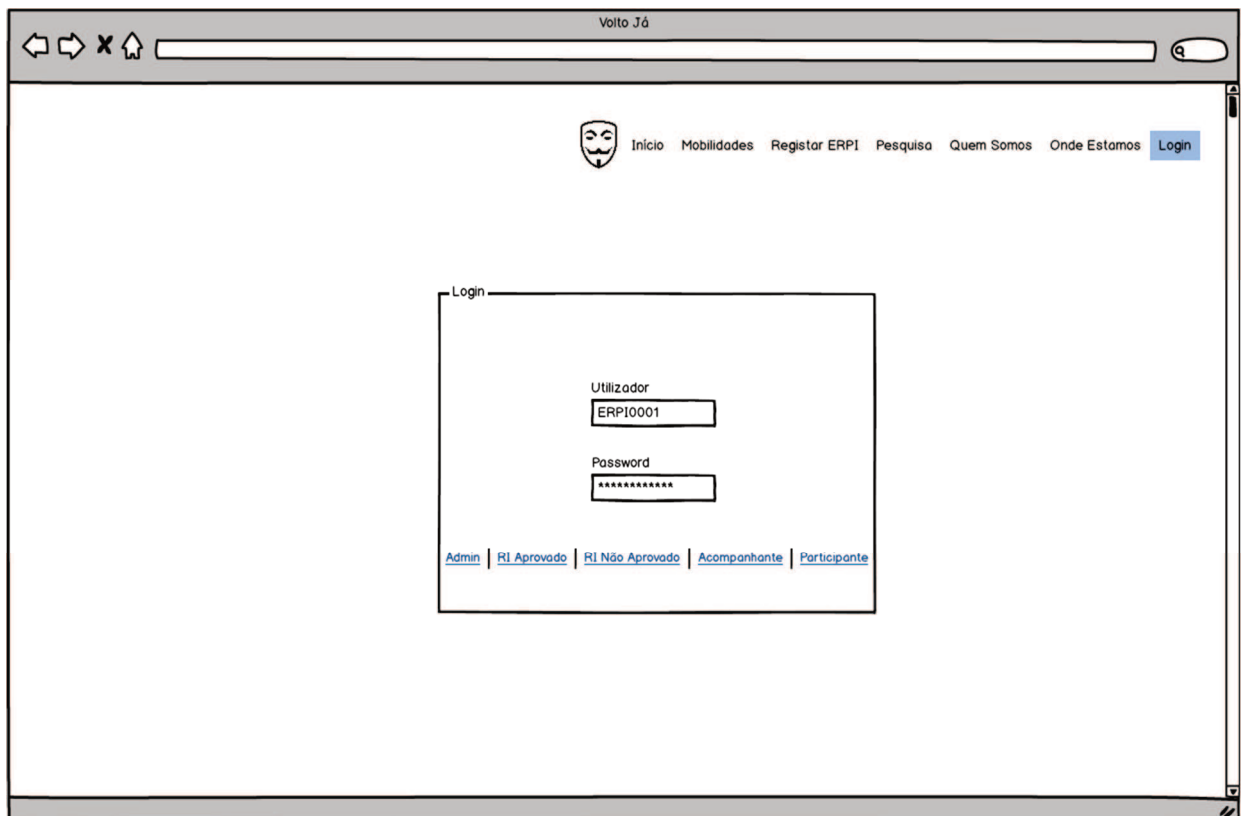 Volto Já
Início Mobilidades Registar ERPI Pesquisa Quem Somos Onde Estamos Login
Login
Utilizador
ERPI0001
Password
************
Admin | RI Aprovado | RI Não Aprovado | Acompanhante | Participante